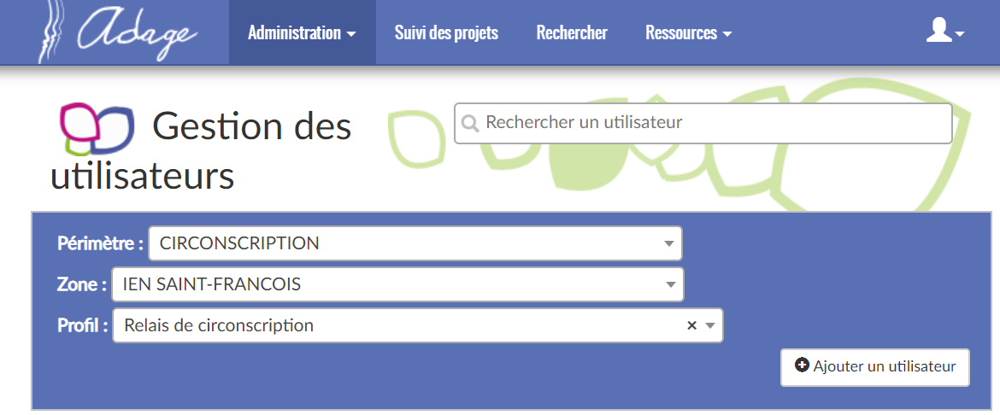 Adage
Administration
Suivi des projets
Rechercher
Ressources
Gestion des
utilisateurs
Rechercher un utilisateur
Périmètre : CIRCONSCRIPTION
Zone : IEN SAINT-FRANCOIS
Profil : Relais de circonscription ×
Ajouter un utilisateur